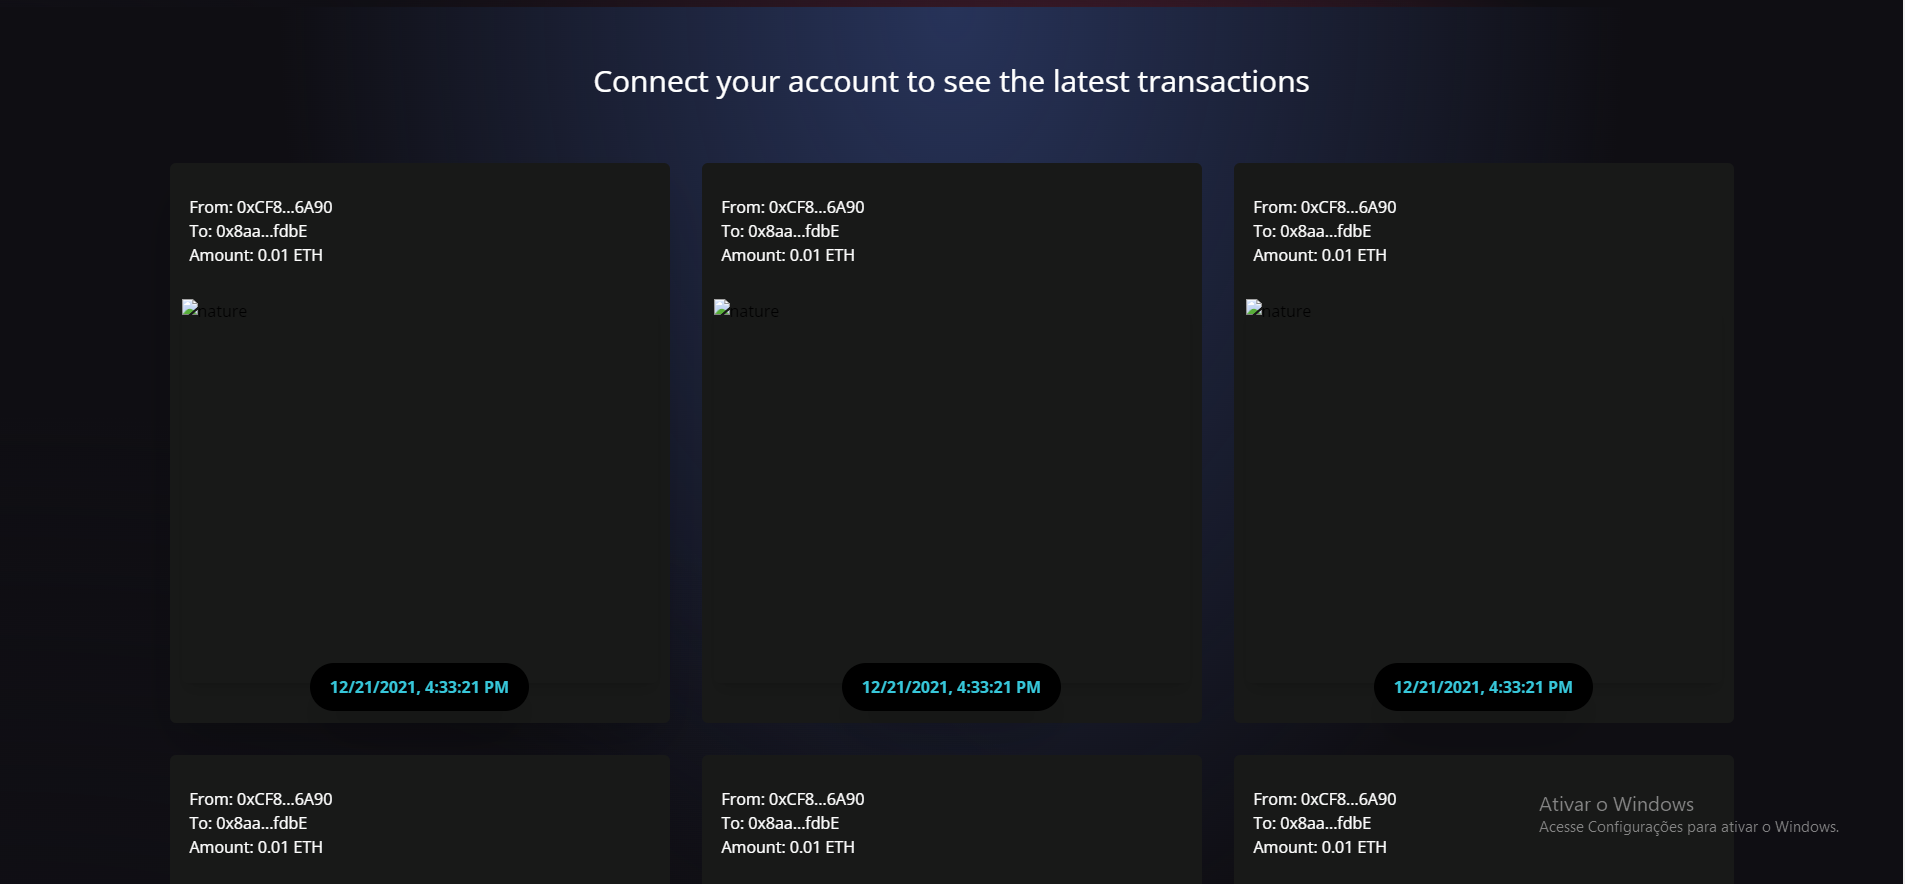 Connect your account to see the latest transactions
From: 0xCF8...6A90
To: 0x8aa...fdbE
Amount: 0.01 ETH
nature
12/21/2021, 4:33:21 PM
From: 0xCF8...6A90
To: 0x8aa...fdbE
Amount: 0.01 ETH
nature
12/21/2021, 4:33:21 PM
From: 0xCF8...6A90
To: 0x8aa...fdbE
Amount: 0.01 ETH
nature
12/21/2021, 4:33:21 PM
From: 0xCF8...6A90
To: 0x8aa...fdbE
Amount: 0.01 ETH
From: 0xCF8...6A90
To: 0x8aa...fdbE
Amount: 0.01 ETH
From: 0xCF8...6A90
To: 0x8aa...fdbE
Amount: 0.01 ETH
Ativar o Windows
Acesse Configurações para ativar o Windows.